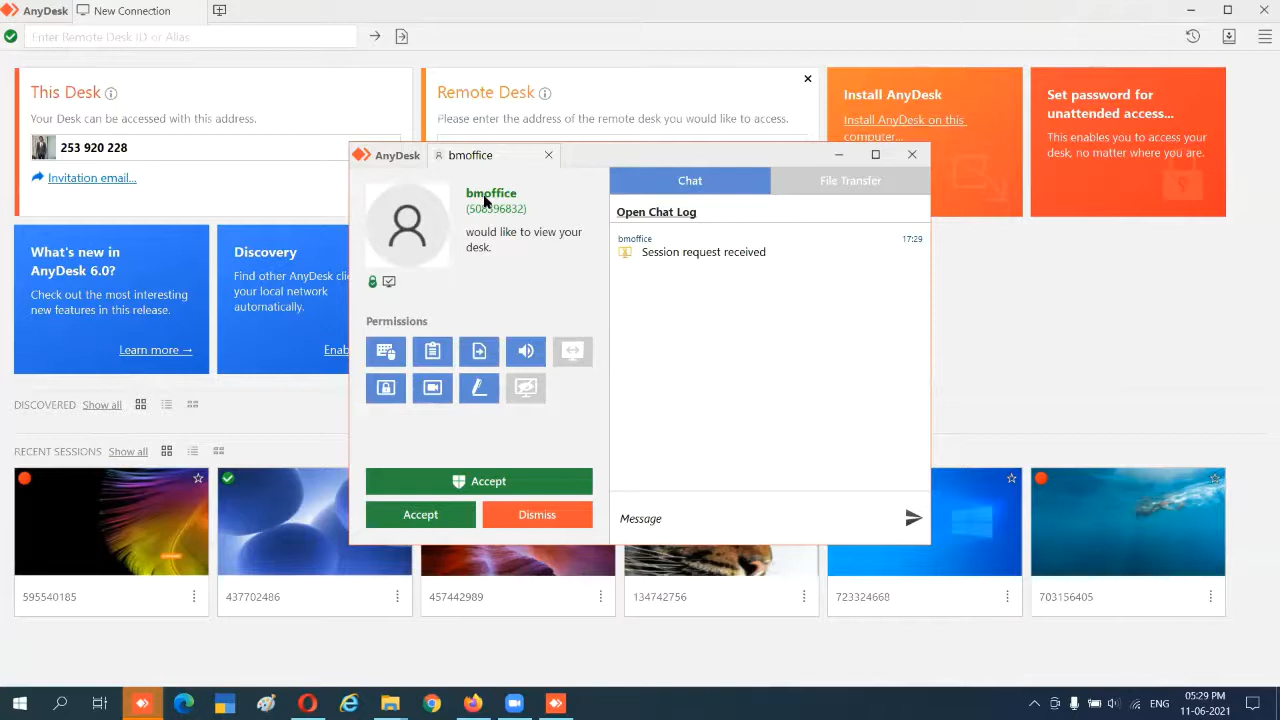 AnyDesk
New Connection
Enter Remote Desk ID or Alias
This Desk
Your Desk can be accessed with this address.
253 920 228
Invitation email...
Remote Desk
Please enter the address of the remote desk you would like to access.
Install AnyDesk
Install AnyDesk on this
computer...
Set password for
unattended access...
This enables you to access your
desk, no matter where you are.
AnyDesk
bmoffice
bmoffice
would like to view your
desk.
Permissions
Accept
Accept
Dismiss
Chat
File Transfer
Open Chat Log
bmoffice
17:29
Session request received
Message
What's new in
AnyDesk 6.0?
Check out the most interesting
new features in this release.
Learn more →
Discovery
Find other AnyDesk
your local network
automatically.
DISCOVERED
Show all
RECENT SESSIONS
Show all
595540185
437702486
457442989
134742756
723324668
703156405
ENG
05:29 PM
11-06-2021